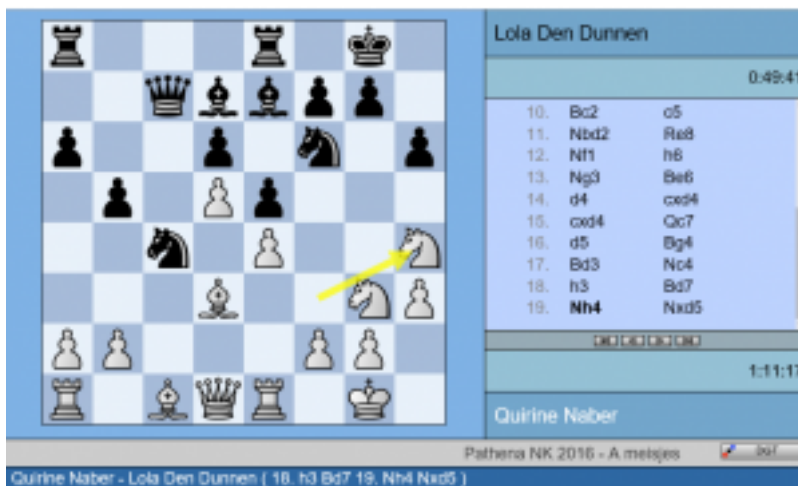 Lola Den Dunnen
0:49:41
10. Bc2 c5
11. Nbd2 Re8
12. Nf1 h6
13. Ng3 Be6
14. d4 cxd4
15. cxd4 Qc7
16. d5 Bg4
17. Bd3 Nc4
18. h3 Bd7
19. Nh4 Nxd5
1:11:17
Quirine Naber
Pathena NK 2016 - A meisjes
Quirine Naber - Lola Den Dunnen ( 18. h3 Bd7 19. Nh4 Nxd5 )